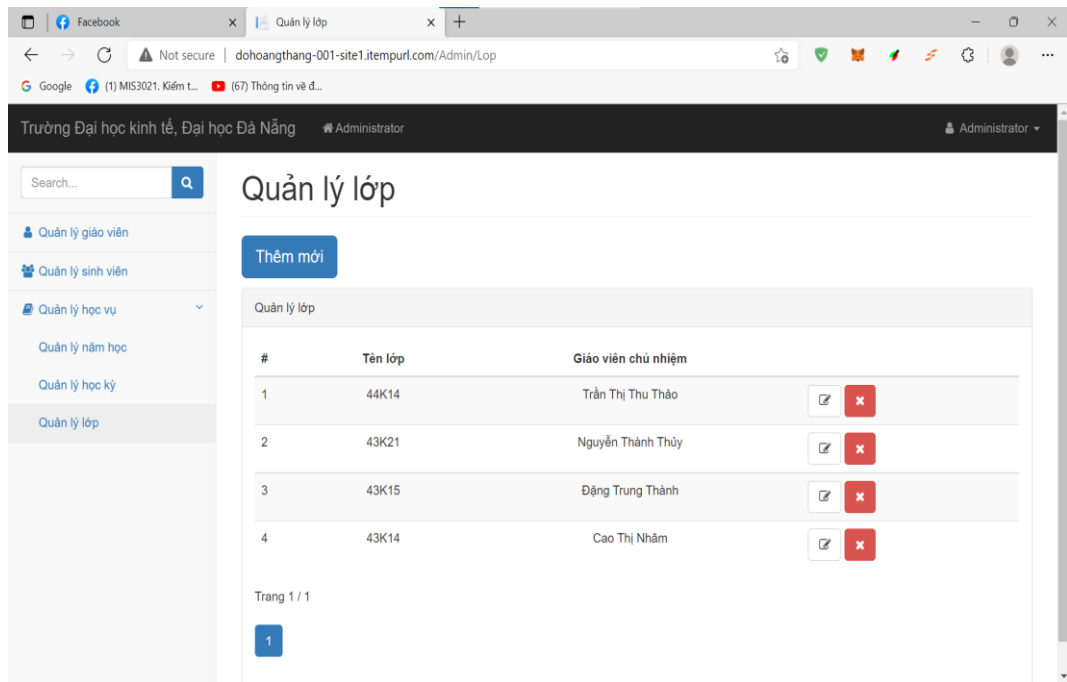 Facebook
Quản lý lớp
Not secure | dohoangthang-001-site1.itempurl.com/Admin/Lop
Google (1) MIS3021. Kiểm t... (67) Thông tin về đ...
Trường Đại học kinh tế, Đại học Đà Nẵng Administrator Administrator
Search...
Quản lý giáo viên
Quản lý sinh viên
Quản lý học vụ
Quản lý năm học
Quản lý học kỳ
Quản lý lớp
Quản lý lớp
Thêm mới
Quản lý lớp
# Tên lớp Giáo viên chủ nhiệm
1 44K14 Trần Thị Thu Thảo
2 43K21 Nguyễn Thành Thủy
3 43K15 Đặng Trung Thành
4 43K14 Cao Thị Nhâm
Trang 1 / 1
1